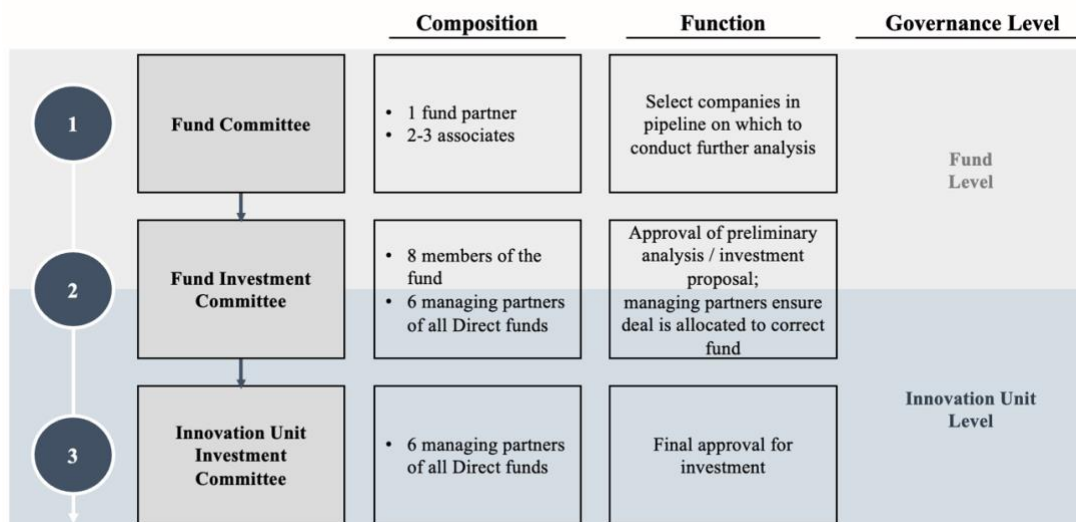 Composition
Function
Governance Level
1
Fund Committee
• 1 fund partner
• 2-3 associates
Select companies in
pipeline on which to
conduct further analysis
Fund
Level
2
Fund Investment
Committee
• 8 members of the
fund
• 6 managing partners
of all Direct funds
Approval of preliminary
analysis / investment
proposal;
managing partners ensure
deal is allocated to correct
fund
3
Innovation Unit
Investment
Committee
• 6 managing partners
of all Direct funds
Final approval for
investment
Innovation Unit
Level